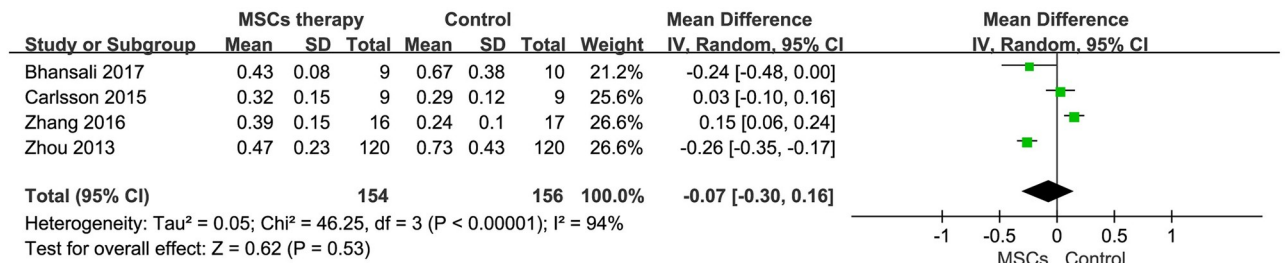 MSCs therapy Control Mean Difference Mean Difference
Study or Subgroup Mean SD Total Mean SD Total Weight IV, Random, 95% CI IV, Random, 95% CI
Bhansali 2017 0.43 0.08 9 0.67 0.38 10 21.2% -0.24 [-0.48, 0.00]
Carlsson 2015 0.32 0.15 9 0.29 0.12 9 25.6% 0.03 [-0.10, 0.16]
Zhang 2016 0.39 0.15 16 0.24 0.1 17 26.6% 0.15 [0.06, 0.24]
Zhou 2013 0.47 0.23 120 0.73 0.43 120 26.6% -0.26 [-0.35, -0.17]
Total (95% CI) 154 156 100.0% -0.07 [-0.30, 0.16]
Heterogeneity: Tau² = 0.05; Chi² = 46.25, df = 3 (P < 0.00001); I² = 94%
Test for overall effect: Z = 0.62 (P = 0.53)
-1 -0.5 0 0.5 1
MSCs Control